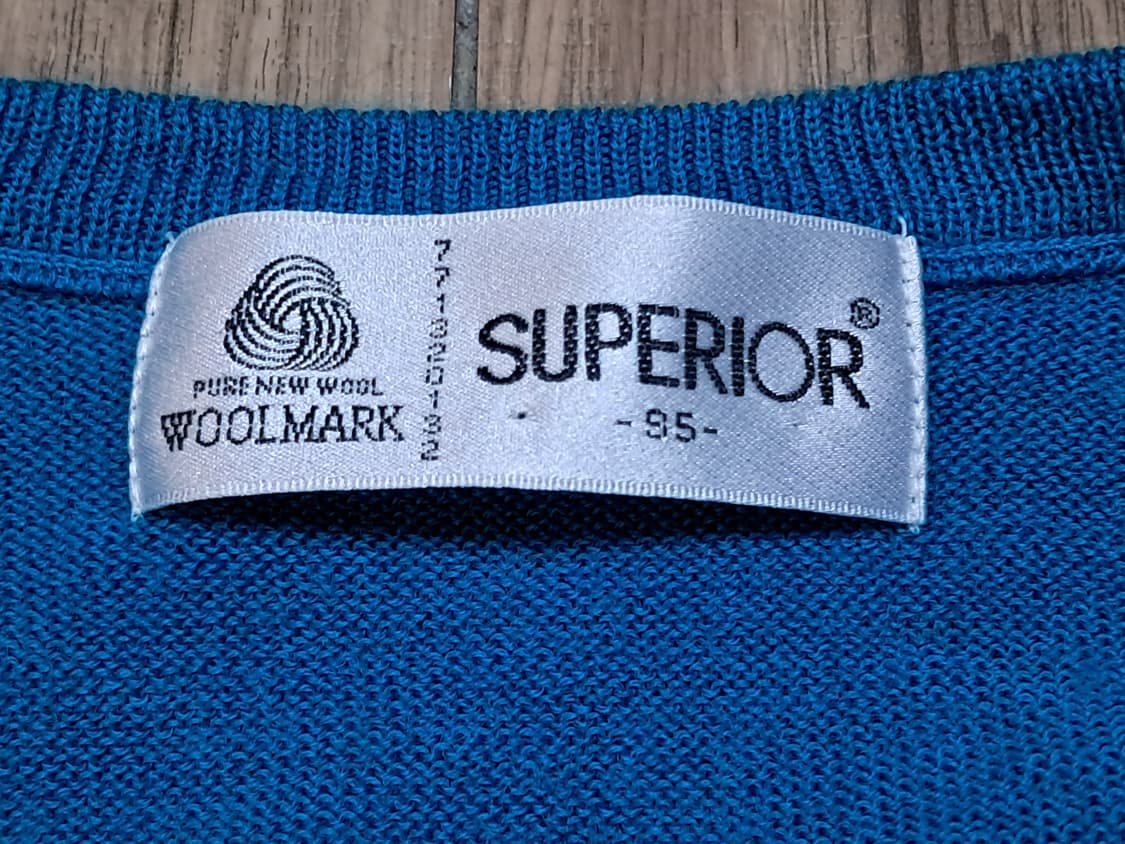 PURE NEW WOOL
WOOLMARK
SUPERIOR®
-95-